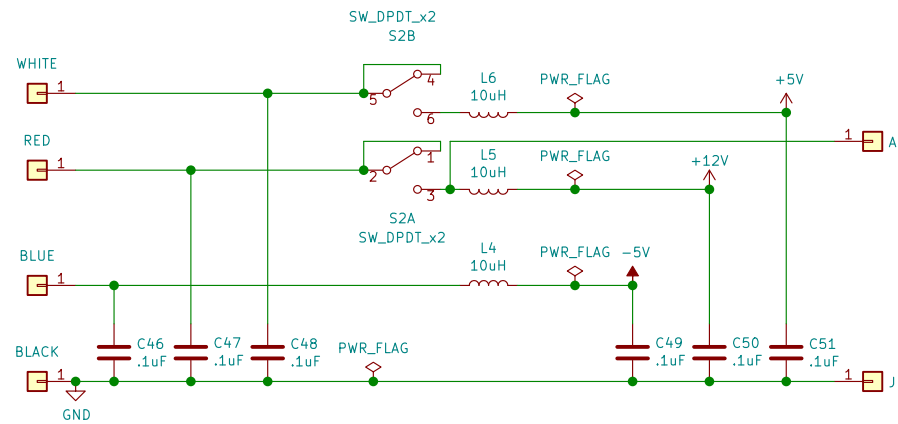 SW_DPDT_x2
S2B
WHITE
1
5
4
6
L6
10uH
PWR_FLAG
+5V
RED
1
2
1
3
L5
10uH
PWR_FLAG
+12V
1
A
S2A
SW_DPDT_x2
BLUE
1
L4
10uH
PWR_FLAG
-5V
BLACK
1
GND
C46
.1uF
C47
.1uF
C48
.1uF
PWR_FLAG
C49
.1uF
C50
.1uF
C51
.1uF
1
J